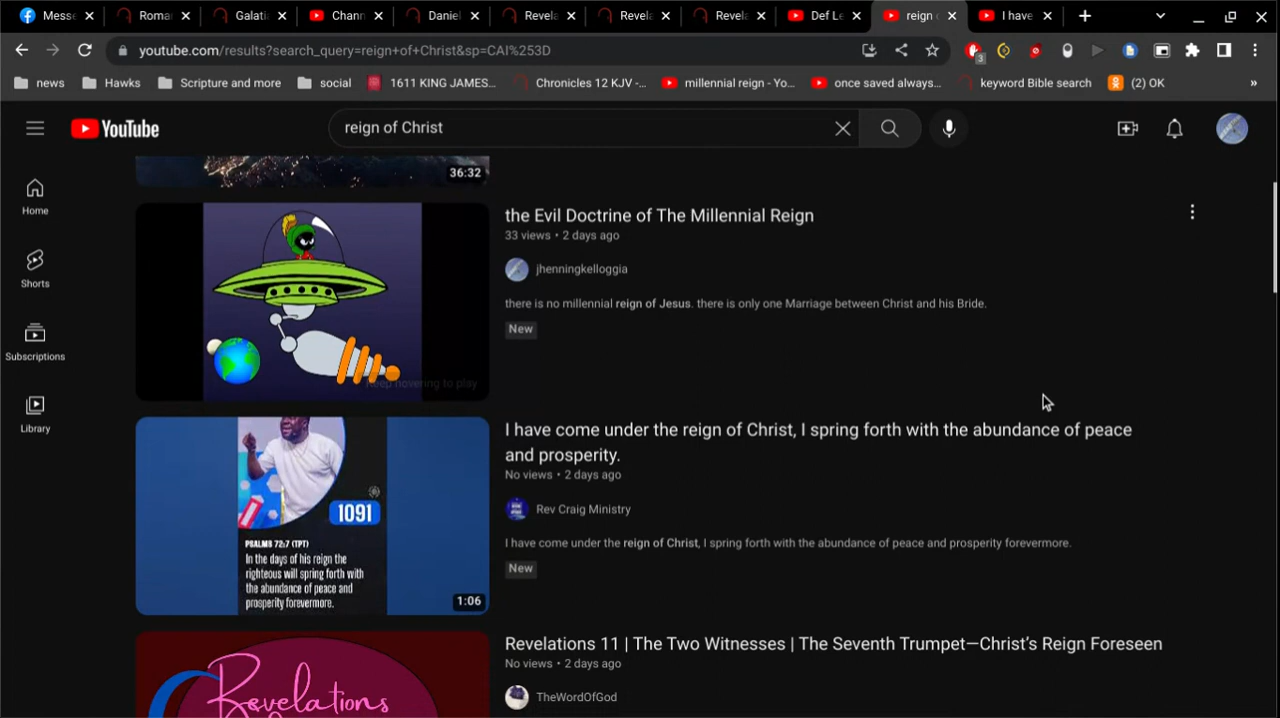 Messe
Roma
Galati
Chann
Daniel
Revela
Revela
Revela
Def Le
reign
I have
youtube.com/results?search_query=reign+of+Christ&sp=CAI%253D
3
news
Hawks
Scripture and more
social
1611 KING JAMES...
Chronicles 12 KJV -...
millennial reign - Yo...
once saved always...
keyword Bible search
(2) OK
»
YouTube
reign of Christ
Home
Shorts
Subscriptions
Library
36:32
the Evil Doctrine of The Millennial Reign
33 views • 2 days ago
jhenningkelloggia
there is no millennial reign of Jesus. there is only one Marriage between Christ and his Bride.
New
Keep hovering to play
I have come under the reign of Christ, I spring forth with the abundance of peace
and prosperity.
No views • 2 days ago
Rev Craig Ministry
I have come under the reign of Christ, I spring forth with the abundance of peace and prosperity forevermore.
New
1091
PSALMS 72:7 (TPT)
In the days of his reign the
righteous will spring forth with
the abundance of peace and
prosperity forevermore.
1:06
Revelations 11 | The Two Witnesses | The Seventh Trumpet—Christ's Reign Foreseen
No views • 2 days ago
TheWordOfGod
Revelations